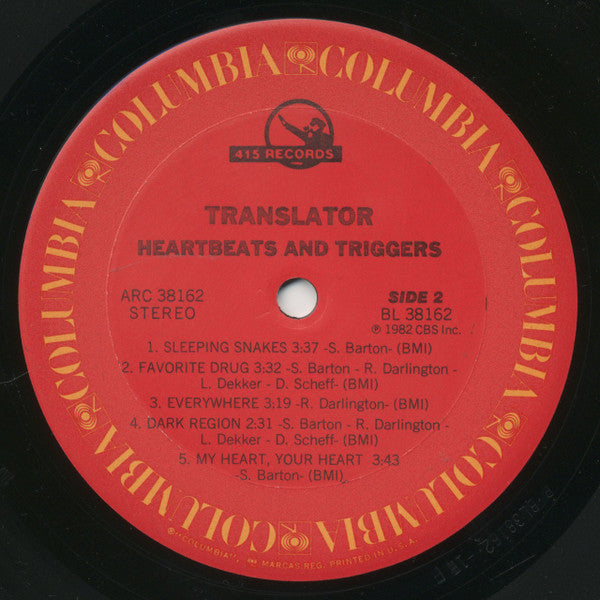 COLUMBIA COLUMBIA COLUMBIA COLUMBIA COLUMBIA COLUMBIA COLUMBIA COLUMBIA
415 RECORDS
TRANSLATOR
HEARTBEATS AND TRIGGERS
ARC 38162
STEREO
SIDE 2
BL 38162
℗ 1982 CBS Inc.
1. SLEEPING SNAKES 3:37 -S. Barton- (BMI)
2. FAVORITE DRUG 3:32 -S. Barton - R. Darlington -
L. Dekker - D. Scheff- (BMI)
3. EVERYWHERE 3:19 -R. Darlington- (BMI)
4. DARK REGION 2:31 -S. Barton - R. Darlington -
L. Dekker - D. Scheff- (BMI)
5. MY HEART, YOUR HEART 3:43
-S. Barton- (BMI)
"COLUMBIA", MARCAS REG. PRINTED IN U.S.A.